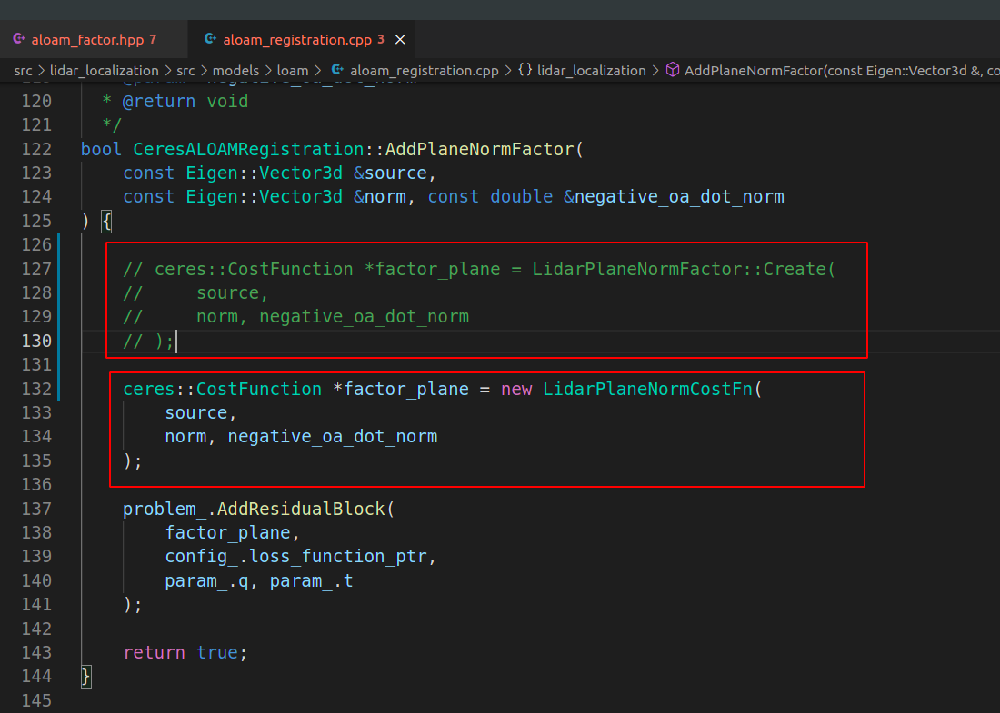 aloam_factor.hpp 7 aloam_registration.cpp 3
src > lidar_localization > src > models > loam > aloam_registration.cpp > {} lidar_localization > AddPlaneNormFactor(const Eigen::Vector3d &, co
120 * @return void
121 */
122 bool CeresALOAMRegistration::AddPlaneNormFactor(
123 const Eigen::Vector3d &source,
124 const Eigen::Vector3d &norm, const double &negative_oa_dot_norm
125 ) {
126
127 // ceres::CostFunction *factor_plane = LidarPlaneNormFactor::Create(
128 //     source,
129 //     norm, negative_oa_dot_norm
130 // );
131
132 ceres::CostFunction *factor_plane = new LidarPlaneNormCostFn(
133 source,
134 norm, negative_oa_dot_norm
135 );
136
137 problem_.AddResidualBlock(
138 factor_plane,
139 config_.loss_function_ptr,
140 param_.q, param_.t
141 );
142
143 return true;
144 }
145